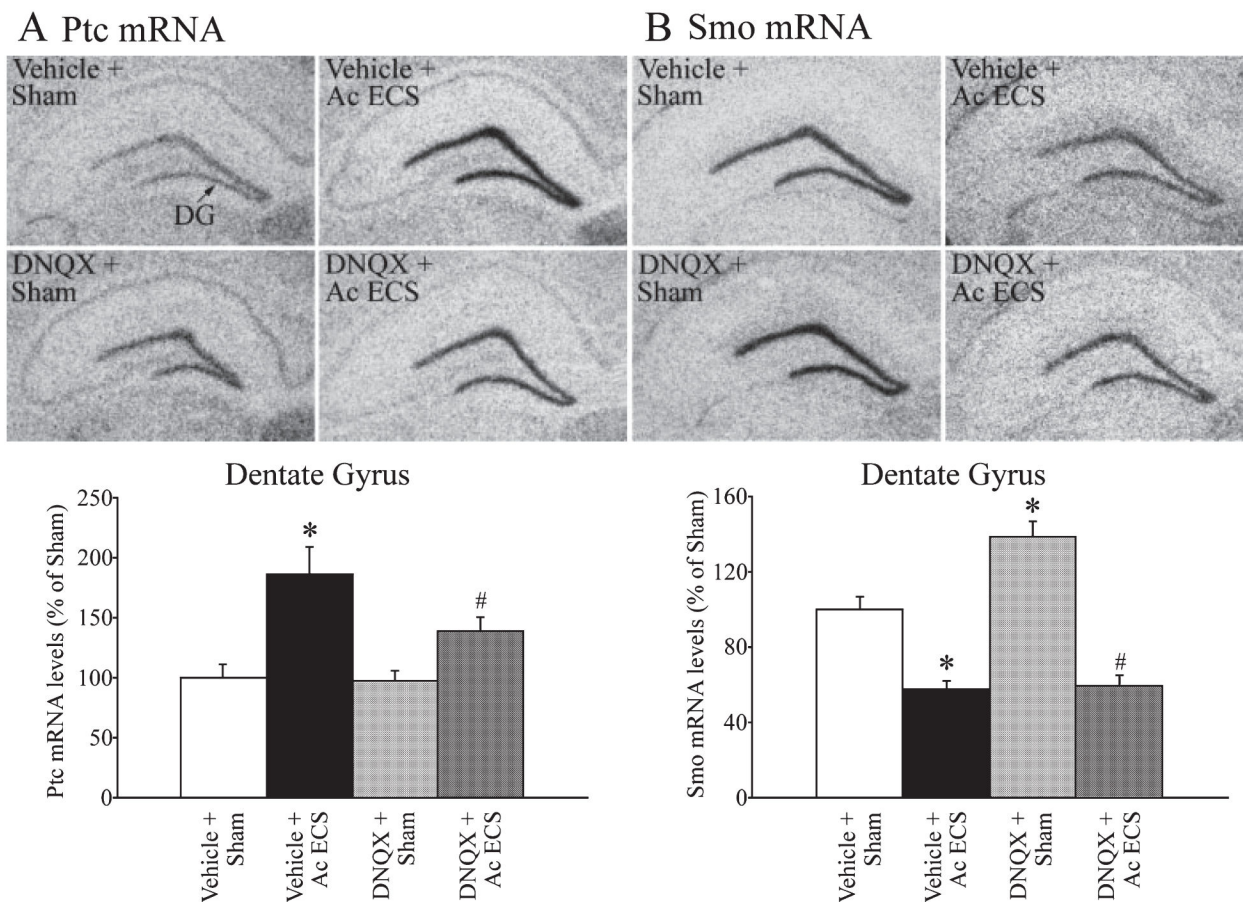 A Ptc mRNA
B Smo mRNA
Vehicle +
Sham
Vehicle +
Ac ECS
Vehicle +
Sham
Vehicle +
Ac ECS
DG
DNQX +
Sham
DNQX +
Ac ECS
DNQX +
Sham
DNQX +
Ac ECS
Dentate Gyrus
Ptc mRNA levels (% of Sham)
250
200
150
100
50
0
*
#
Vehicle +
Sham
Vehicle +
Ac ECS
DNQX +
Sham
DNQX +
Ac ECS
Dentate Gyrus
Smo mRNA levels (% of Sham)
160
120
80
40
0
*
*
#
Vehicle +
Sham
Vehicle +
Ac ECS
DNQX +
Sham
DNQX +
Ac ECS